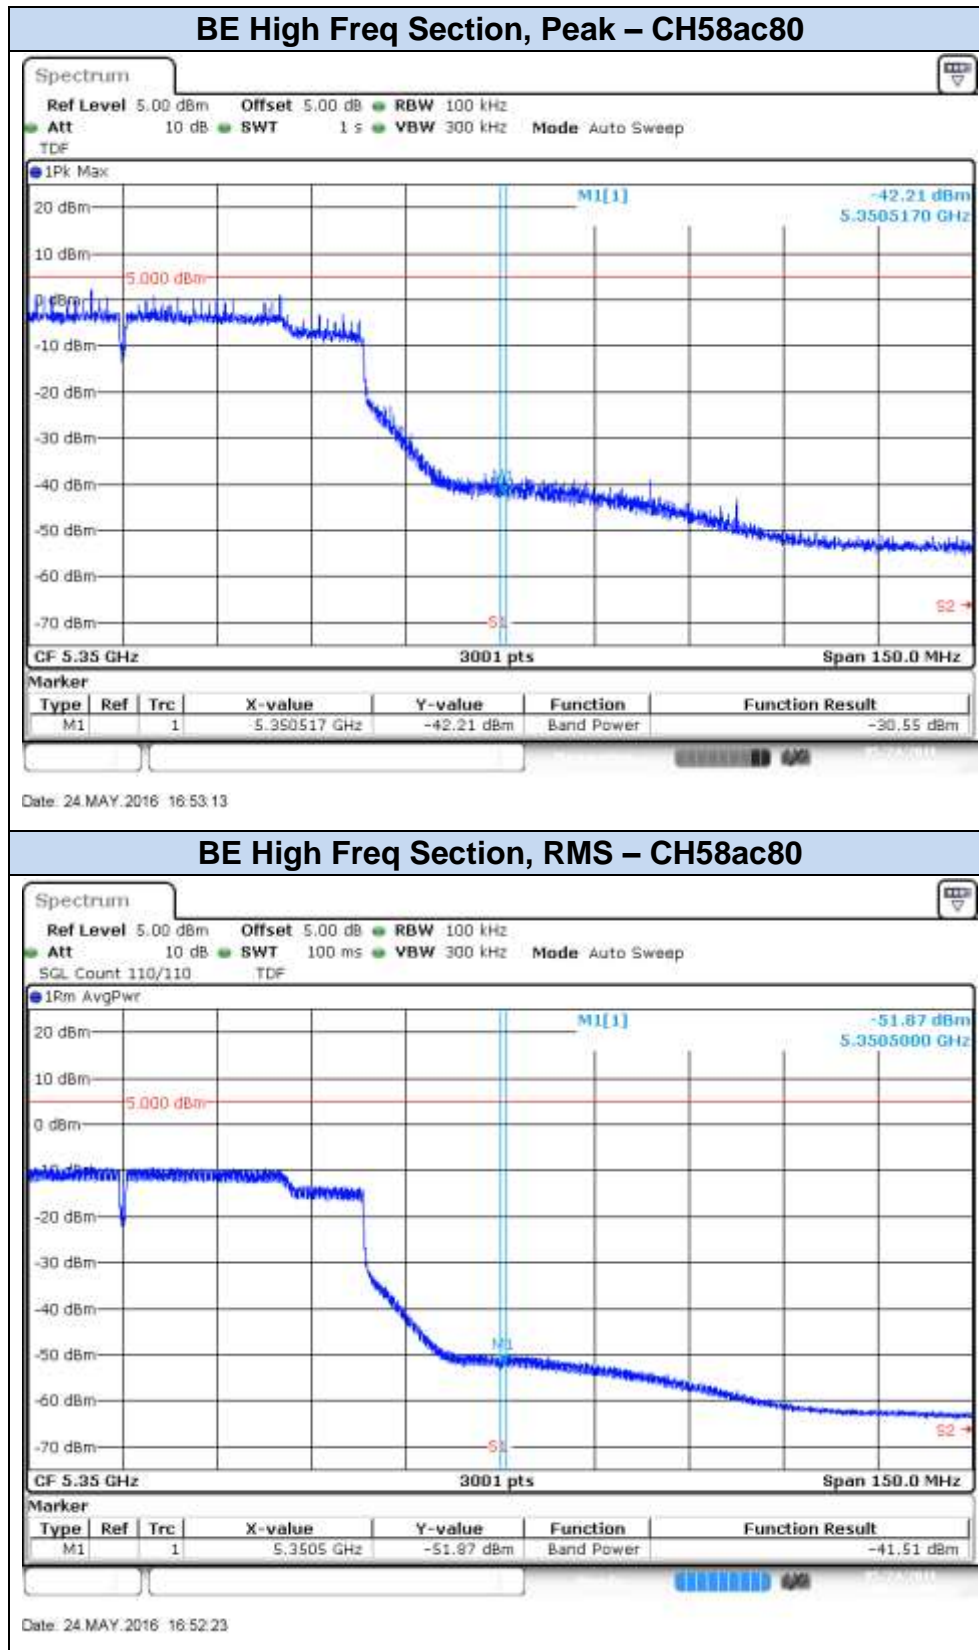 BE High Freq Section, Peak – CH58ac80
Spectrum
Ref Level 5.00 dBm Offset 5.00 dB RBW 100 kHz
Att 10 dB SWT 1 s VBW 300 kHz Mode Auto Sweep
TDF
1Pk Max
M1[1] -42.21 dBm
5.3505170 GHz
20 dBm
10 dBm
5.000 dBm
0 dBm
-10 dBm
-20 dBm
-30 dBm
-40 dBm
-50 dBm
-60 dBm
S2
-70 dBm
S1
CF 5.35 GHz 3001 pts Span 150.0 MHz
Marker
Type Ref Trc X-value Y-value Function Function Result
M1 1 5.350517 GHz -42.21 dBm Band Power -30.55 dBm
Date: 24.MAY.2016 16:53:13
BE High Freq Section, RMS – CH58ac80
Spectrum
Ref Level 5.00 dBm Offset 5.00 dB RBW 100 kHz
Att 10 dB SWT 100 ms VBW 300 kHz Mode Auto Sweep
SGL Count 110/110 TDF
1Rm AvgPwr
M1[1] -51.87 dBm
5.3505000 GHz
20 dBm
10 dBm
5.000 dBm
0 dBm
-20 dBm
-30 dBm
-40 dBm
M1
-50 dBm
-60 dBm
S2
-70 dBm
S1
CF 5.35 GHz 3001 pts Span 150.0 MHz
Marker
Type Ref Trc X-value Y-value Function Function Result
M1 1 5.3505 GHz -51.87 dBm Band Power -41.51 dBm
Date: 24.MAY.2016 16:52:23